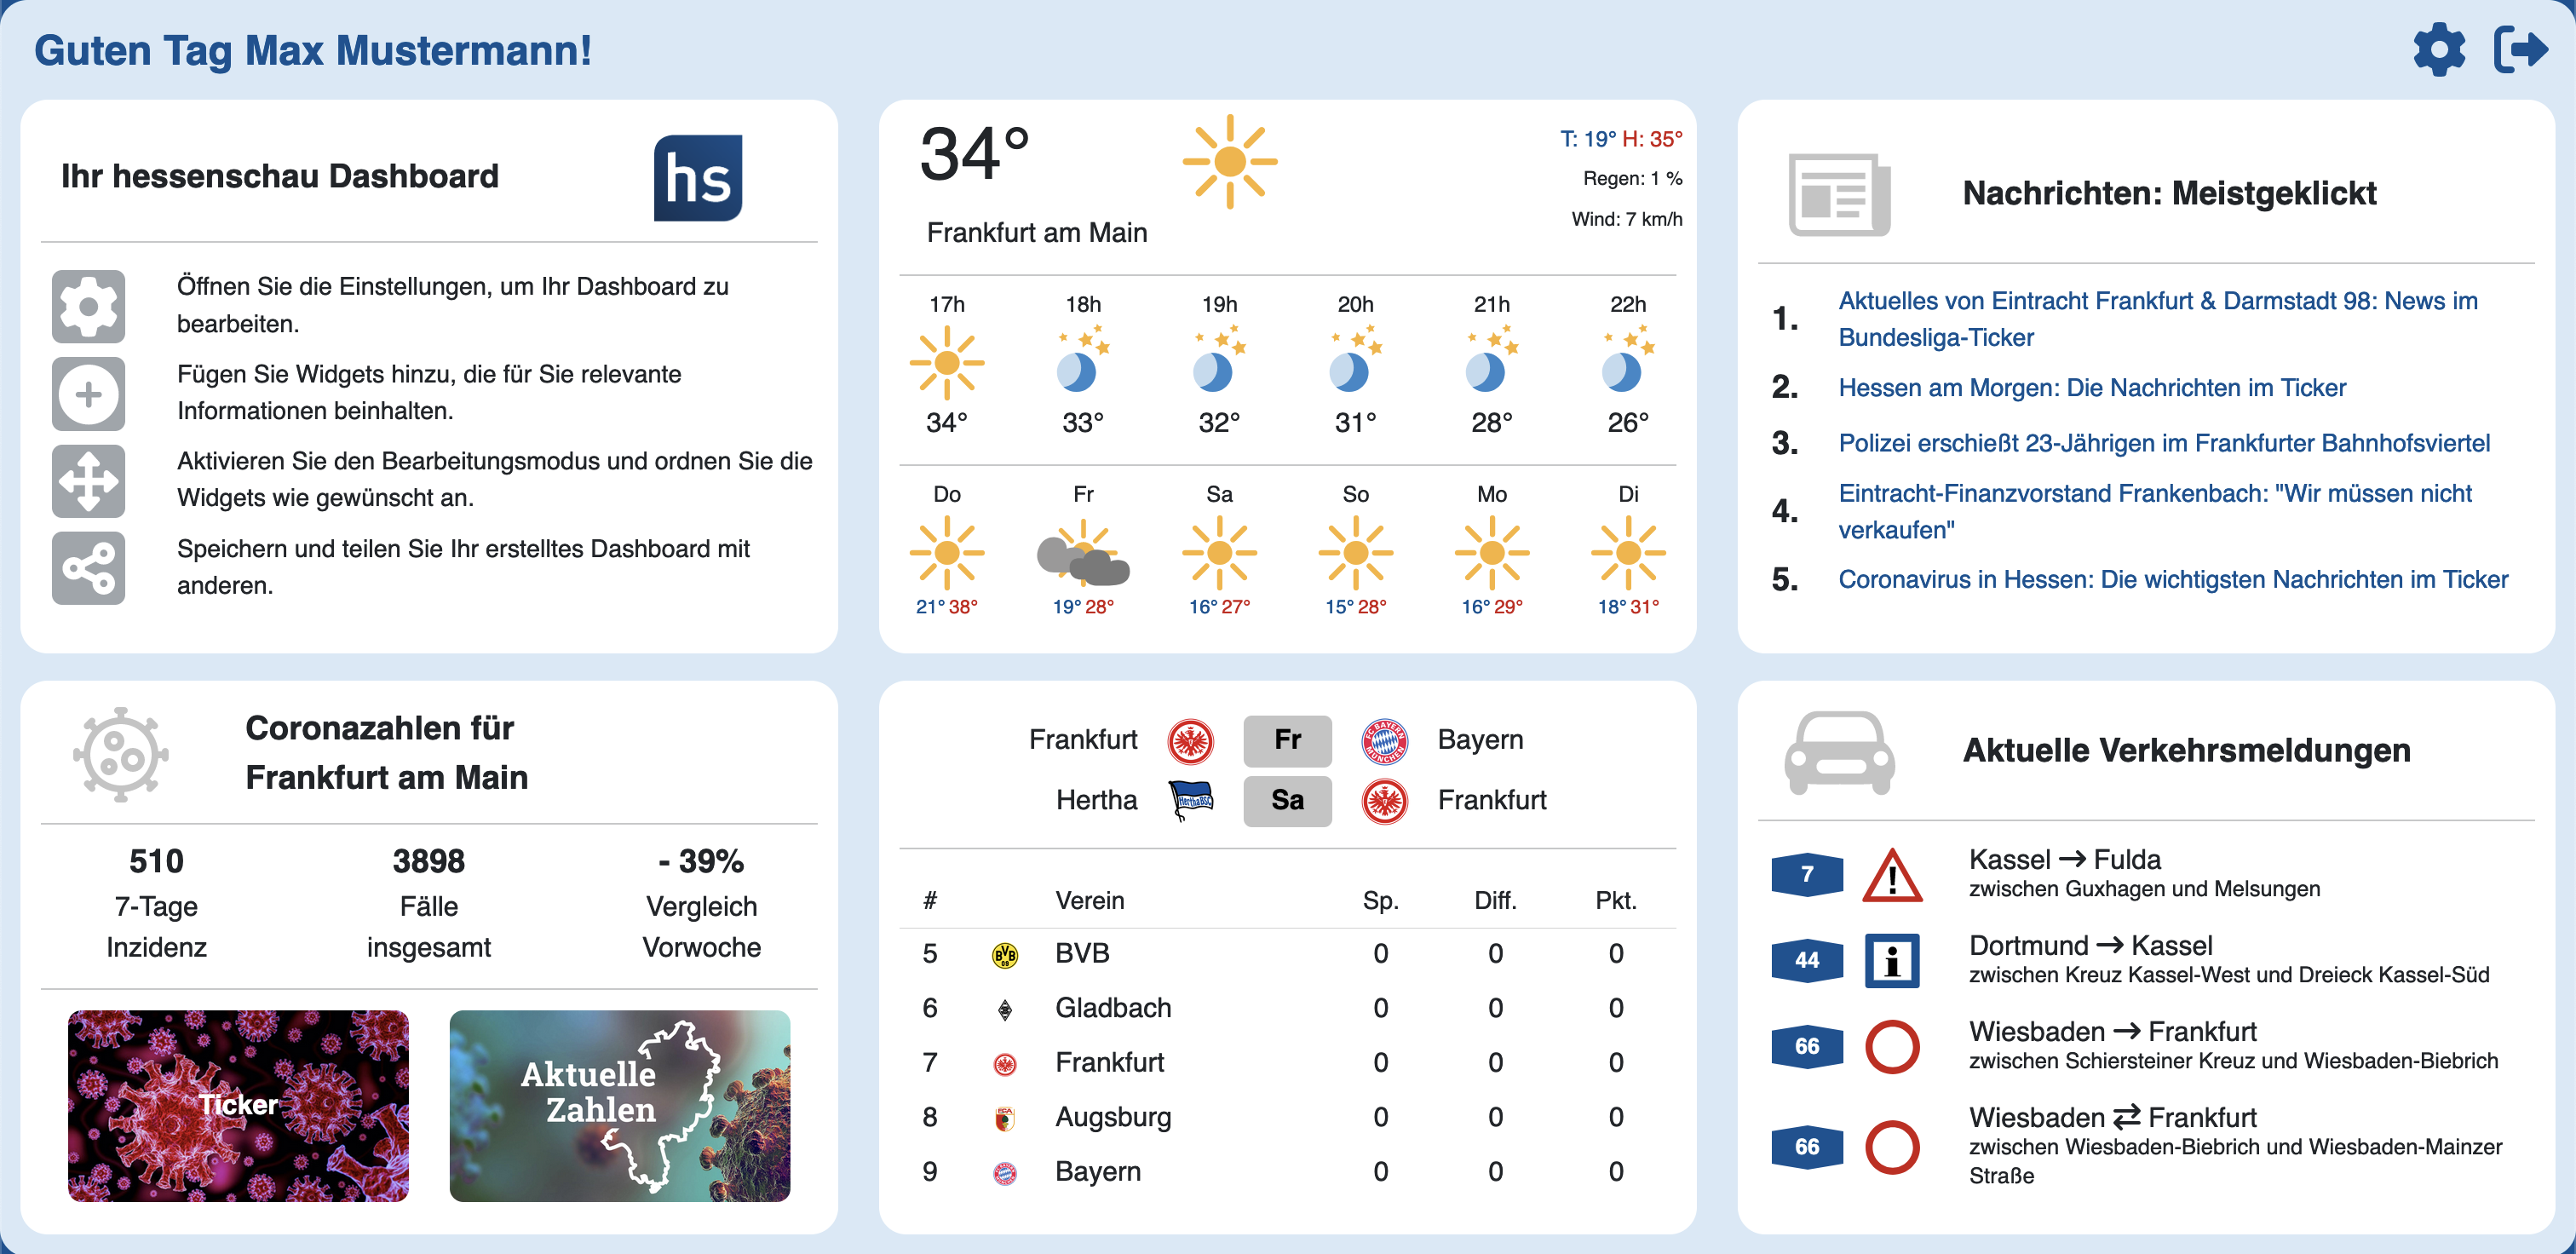 Guten Tag Max Mustermann!
Ihr hessenschau Dashboard
hs
Öffnen Sie die Einstellungen, um Ihr Dashboard zu
bearbeiten.
Fügen Sie Widgets hinzu, die für Sie relevante
Informationen beinhalten.
Aktivieren Sie den Bearbeitungsmodus und ordnen Sie die
Widgets wie gewünscht an.
Speichern und teilen Sie Ihr erstelltes Dashboard mit
anderen.
34°
T: 19° H: 35°
Regen: 1 %
Wind: 7 km/h
Frankfurt am Main
17h 18h 19h 20h 21h 22h
34° 33° 32° 31° 28° 26°
Do Fr Sa So Mo Di
21° 38° 19° 28° 16° 27° 15° 28° 16° 29° 18° 31°
Nachrichten: Meistgeklickt
1. Aktuelles von Eintracht Frankfurt & Darmstadt 98: News im
Bundesliga-Ticker
2. Hessen am Morgen: Die Nachrichten im Ticker
3. Polizei erschießt 23-Jährigen im Frankfurter Bahnhofsviertel
4. Eintracht-Finanzvorstand Frankenbach: "Wir müssen nicht
verkaufen"
5. Coronavirus in Hessen: Die wichtigsten Nachrichten im Ticker
Coronazahlen für
Frankfurt am Main
510 3898 - 39%
7-Tage Fälle Vergleich
Inzidenz insgesamt Vorwoche
Ticker
Aktuelle
Zahlen
Frankfurt Fr Bayern
Hertha Hertha BSC Sa Frankfurt
# Verein Sp. Diff. Pkt.
5 BVB 09 BVB 0 0 0
6 Gladbach 0 0 0
7 Frankfurt 0 0 0
8 FCA Augsburg 0 0 0
9 Bayern 0 0 0
Aktuelle Verkehrsmeldungen
7 ! Kassel → Fulda
zwischen Guxhagen und Melsungen
44 i Dortmund → Kassel
zwischen Kreuz Kassel-West und Dreieck Kassel-Süd
66 Wiesbaden → Frankfurt
zwischen Schiersteiner Kreuz und Wiesbaden-Biebrich
66 Wiesbaden ⇄ Frankfurt
zwischen Wiesbaden-Biebrich und Wiesbaden-Mainzer
Straße